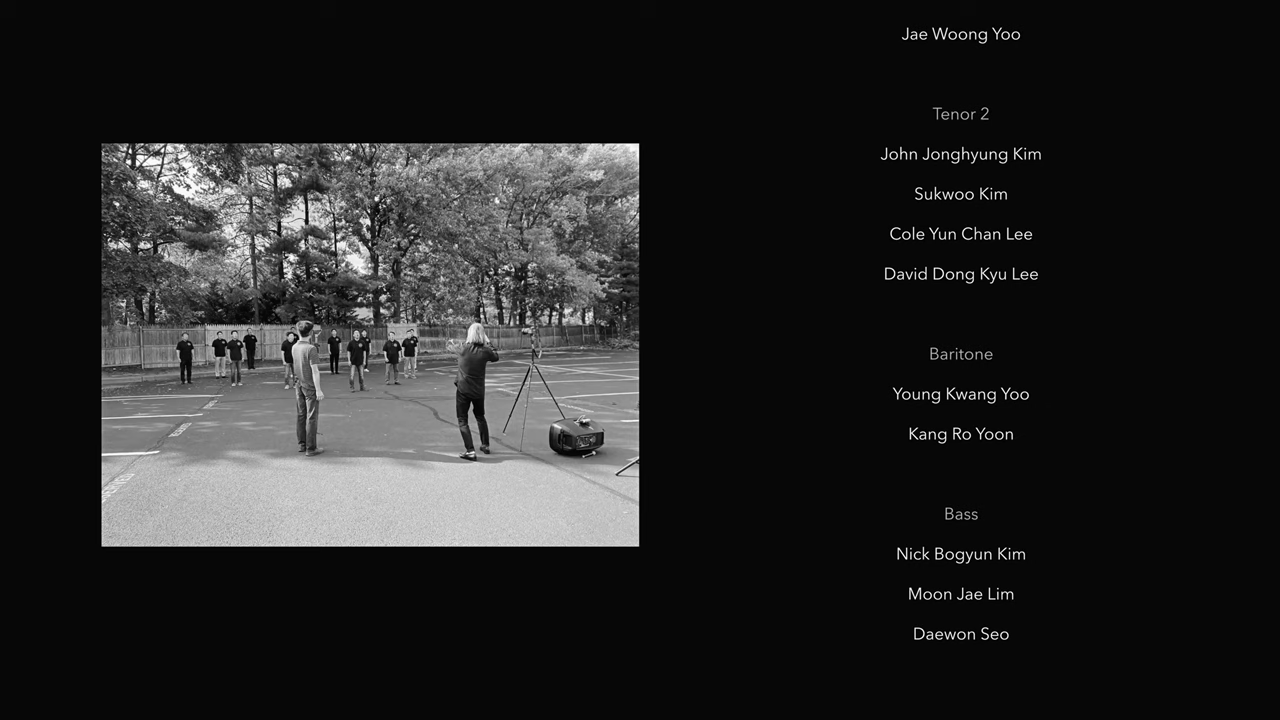 Jae Woong Yoo
Tenor 2
John Jonghyung Kim
Sukwoo Kim
Cole Yun Chan Lee
David Dong Kyu Lee
Baritone
Young Kwang Yoo
Kang Ro Yoon
Bass
Nick Bogyun Kim
Moon Jae Lim
Daewon Seo